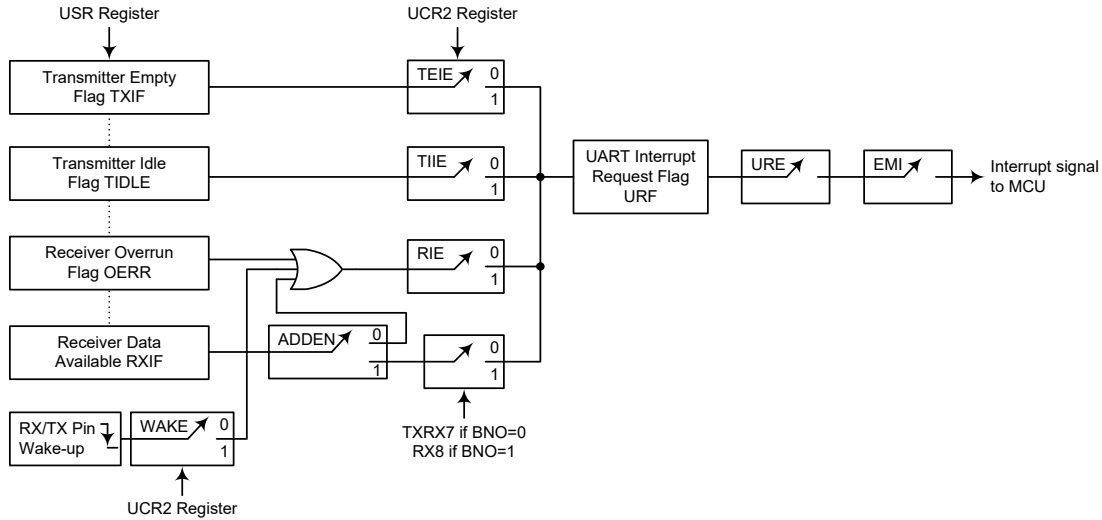 USR Register
UCR2 Register
Transmitter Empty
Flag TXIF
TEIE
0
1
Transmitter Idle
Flag TIDLE
TIIE
0
1
UART Interrupt
Request Flag
URF
URE
EMI
Interrupt signal
to MCU
Receiver Overrun
Flag OERR
RIE
0
1
Receiver Data
Available RXIF
ADDEN
0
1
0
1
RX/TX Pin
Wake-up
WAKE
0
1
TXRX7 if BNO=0
RX8 if BNO=1
UCR2 Register